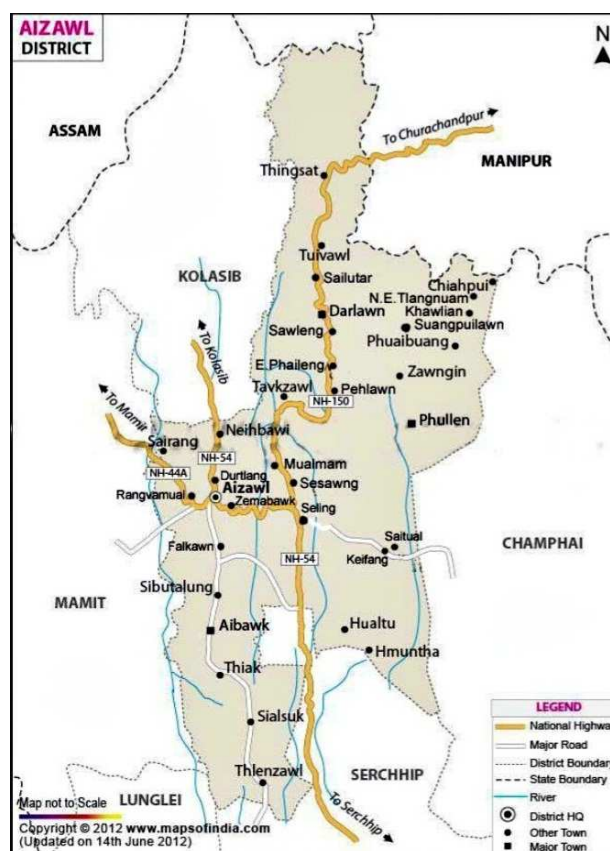 AIZAWL
DISTRICT
N
ASSAM
To Churachandpur
MANIPUR
Thingsat
Tuivawl
KOLASIB
Sailutar
Chiahpui
N.E.Tlangnuam
Darlawn
Khawlian
Suangpuilawn
Sawleng
Phuaibuang
To Kolasib
E.Phaileng
Zawngin
Tavkzawl
Pehlawn
NH-150
To Mamit
Phullen
Neihbawi
Sairang
NH-54
Mualmam
NH-44A
Durtlang
Aizawl
Sesawng
Rangvamual
Zemabawk
Seling
Falkawn
Saitual
Keifang
NH-54
CHAMPHAI
Sibutalung
MAMIT
Aibawk
Hualtu
Hmuntha
Thiak
Sialsuk
LEGEND
National Highway
Major Road
District Boundary
State Boundary
River
District HQ
Other Town
Major Town
Thlenzawl
SERCHHIP
LUNGLEI
To Serchhip
Map not to Scale
Copyright © 2012 www.mapsofindia.com
(Updated on 14th June 2012)